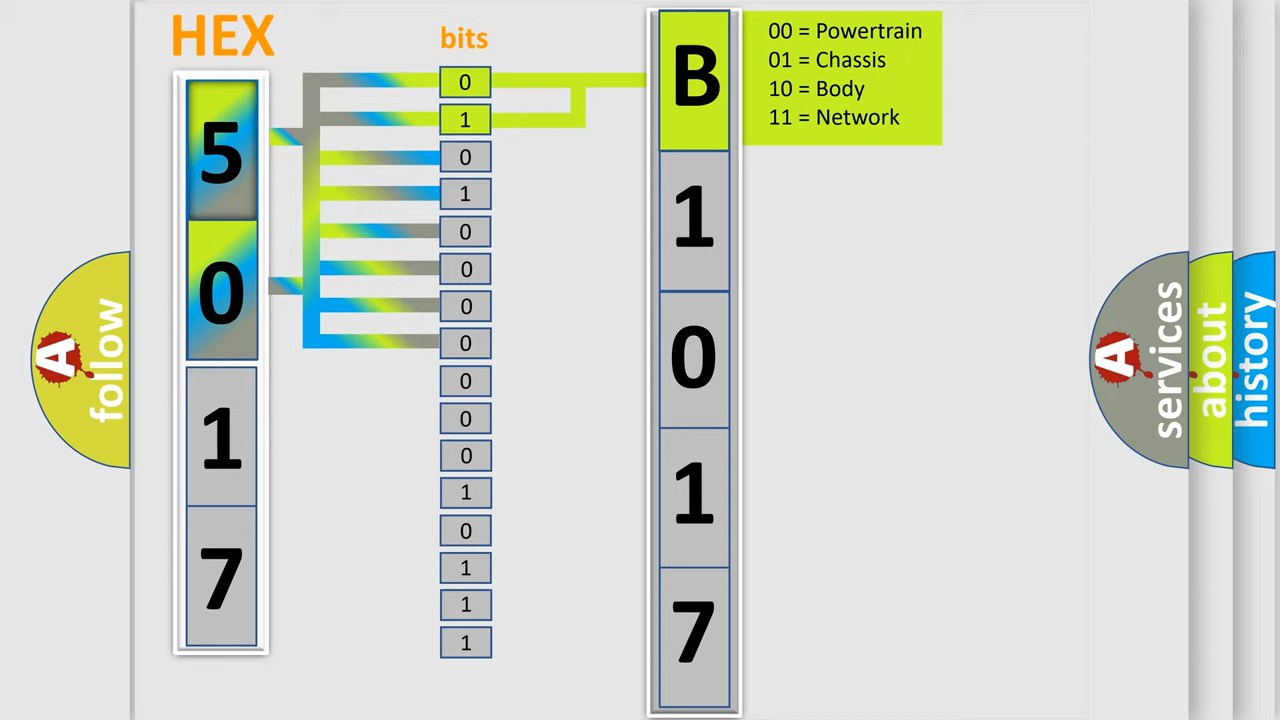 HEX
bits
5
0
1
7
0
1
0
1
0
0
0
0
0
0
0
1
0
1
1
1
B
1
0
1
7
00 = Powertrain
01 = Chassis
10 = Body
11 = Network
A
follow
A
services
about
history